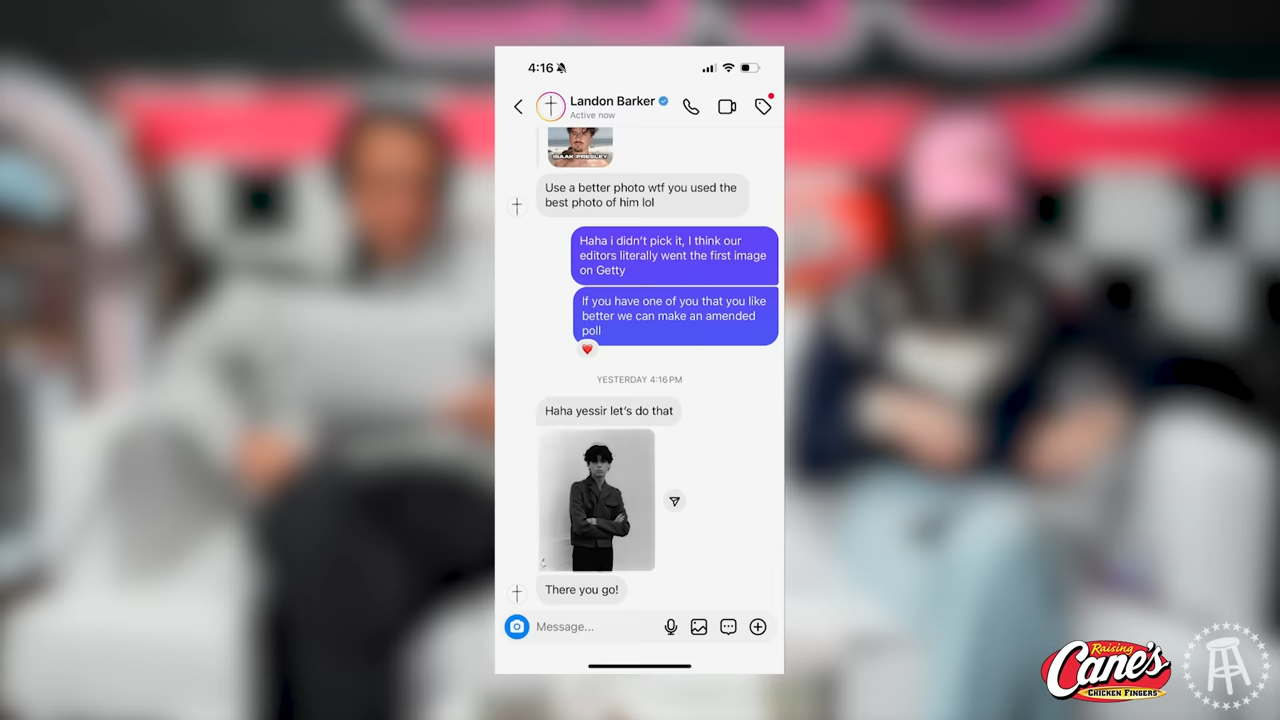 4:16
Landon Barker
Active now
ISAAK PRESLEY
Use a better photo wtf you used the
best photo of him lol
Haha i didn't pick it, I think our
editors literally went the first image
on Getty
If you have one of you that you like
better we can make an amended
poll
YESTERDAY 4:16 PM
Haha yessir let's do that
There you go!
Message...
Raising
Cane's
CHICKEN FINGERS